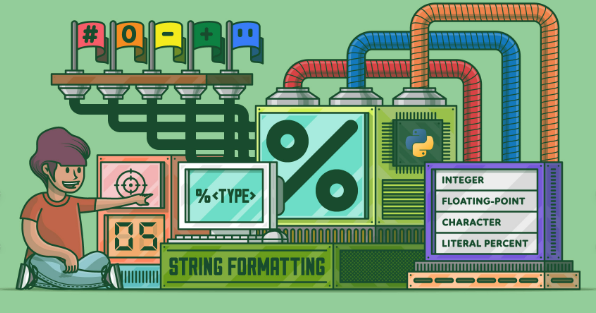 # 0 - + "
%
%<TYPE>
05
STRING FORMATTING
INTEGER
FLOATING-POINT
CHARACTER
LITERAL PERCENT